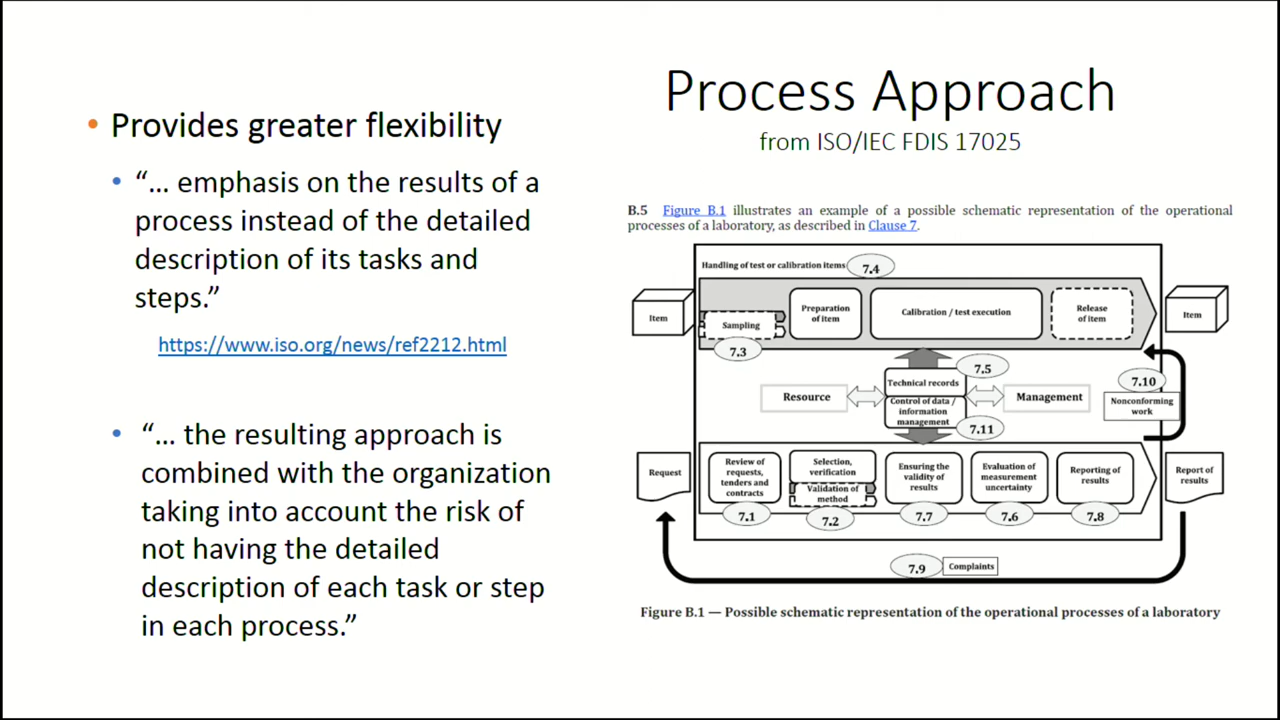 Process Approach
from ISO/IEC FDIS 17025
• Provides greater flexibility
• “... emphasis on the results of a
process instead of the detailed
description of its tasks and
steps.”
https://www.iso.org/news/ref2212.html
• “... the resulting approach is
combined with the organization
taking into account the risk of
not having the detailed
description of each task or step
in each process.”
B.5 Figure B.1 illustrates an example of a possible schematic representation of the operational
processes of a laboratory, as described in Clause 7.
Handling of test or calibration items 7.4
Item
Sampling
7.3
Preparation
of item
Calibration / test execution
Release
of item
Item
Resource
Technical records
7.5
Control of data /
information
management
7.11
Management
7.10
Nonconforming
work
Request
Review of
requests,
tenders and
contracts
7.1
Selection,
verification
Validation of
method
7.2
Ensuring the
validity of
results
7.7
Evaluation of
measurement
uncertainty
7.6
Reporting of
results
7.8
Report of
results
7.9 Complaints
Figure B.1 — Possible schematic representation of the operational processes of a laboratory